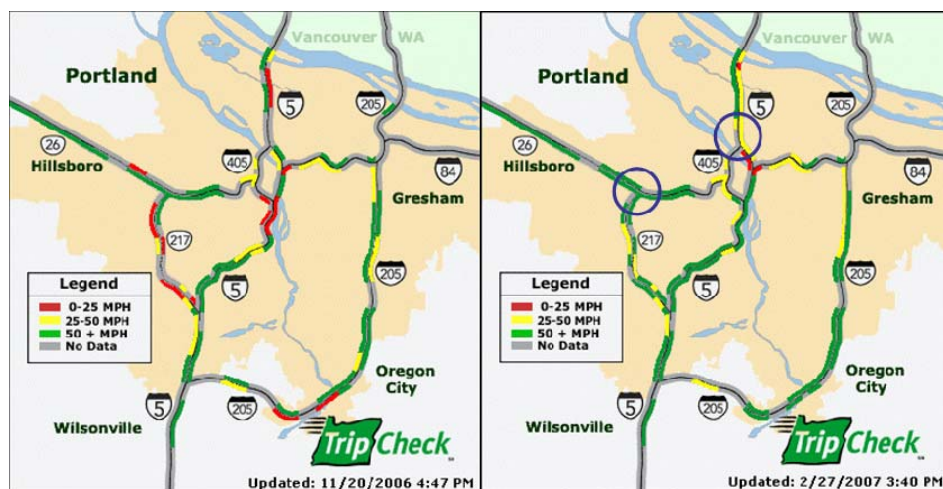 Vancouver WA
Portland
5
205
26
Hillsboro
405
84
Gresham
217
5
205
Legend
0-25 MPH
25-50 MPH
50 + MPH
No Data
Oregon
City
5
205
Wilsonville
TripCheck
Updated: 11/20/2006 4:47 PM
Vancouver WA
Portland
5
205
26
Hillsboro
405
84
Gresham
217
5
205
Legend
0-25 MPH
25-50 MPH
50 + MPH
No Data
Oregon
City
5
205
Wilsonville
TripCheck
Updated: 2/27/2007 3:40 PM